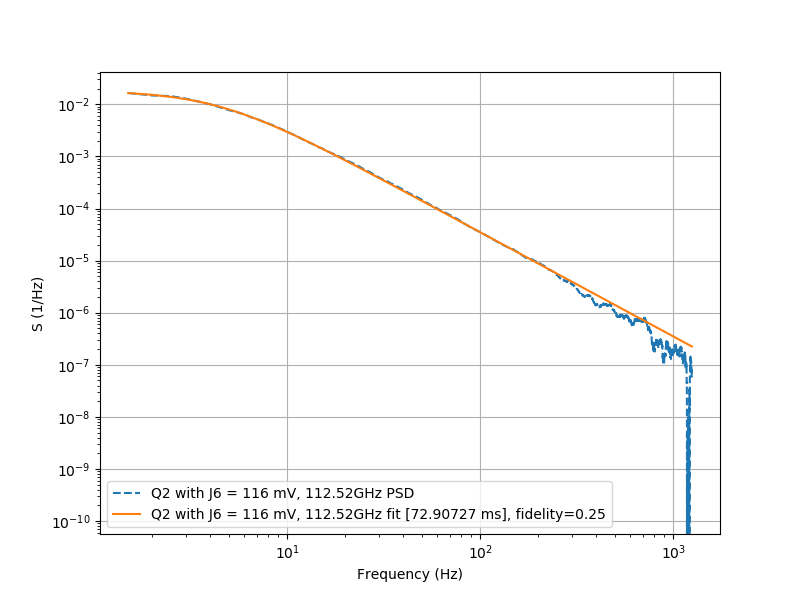 S (1/Hz)
10⁻²
10⁻³
10⁻⁴
10⁻⁵
10⁻⁶
10⁻⁷
10⁻⁸
10⁻⁹
10⁻¹⁰
Q2 with J6 = 116 mV, 112.52GHz PSD
Q2 with J6 = 116 mV, 112.52GHz fit [72.90727 ms], fidelity=0.25
10¹ 10² 10³
Frequency (Hz)